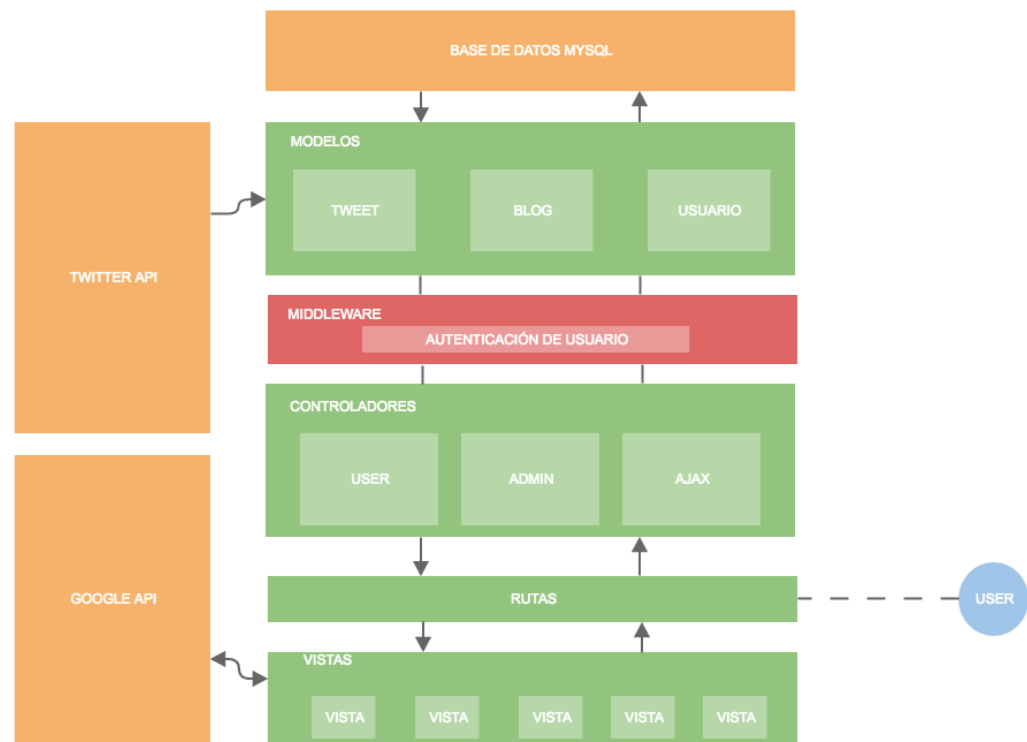 BASE DE DATOS MYSQL
MODELOS
TWEET
BLOG
USUARIO
TWITTER API
MIDDLEWARE
AUTENTICACIÓN DE USUARIO
CONTROLADORES
USER
ADMIN
AJAX
GOOGLE API
RUTAS
USER
VISTAS
VISTA
VISTA
VISTA
VISTA
VISTA